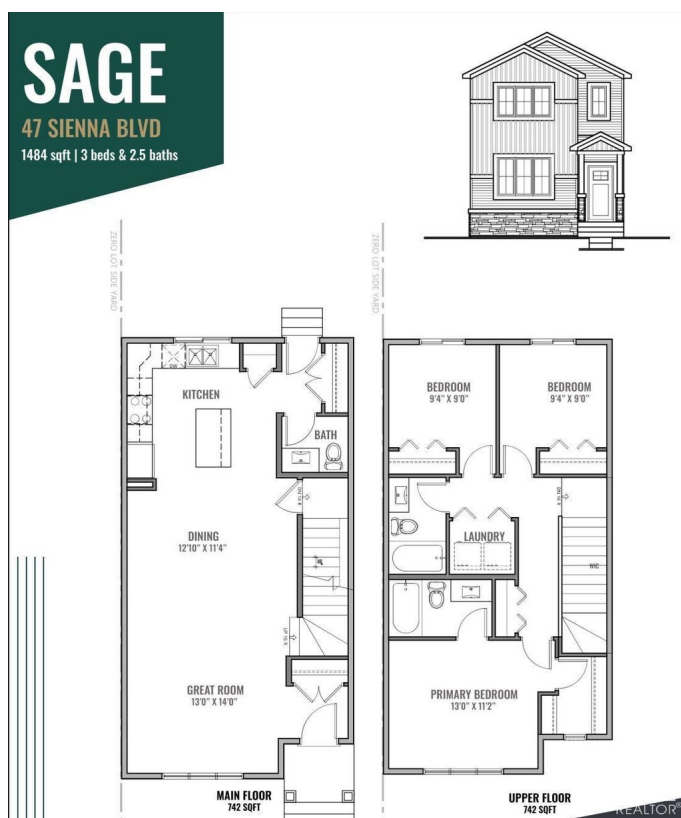 SAGE
47 SIENNA BLVD
1484 sqft | 3 beds & 2.5 baths
ZERO LOT SIDE YARD
ZERO LOT SIDE YARD
DW
KITCHEN
BATH
DINING
12'10" X 11'4"
GREAT ROOM
13'0" X 14'0"
MAIN FLOOR
742 SQFT
BEDROOM
9'4" X 9'0"
BEDROOM
9'4" X 9'0"
LAUNDRY
WIC
PRIMARY BEDROOM
13'0" X 11'2"
UPPER FLOOR
742 SQFT
REALTOR®